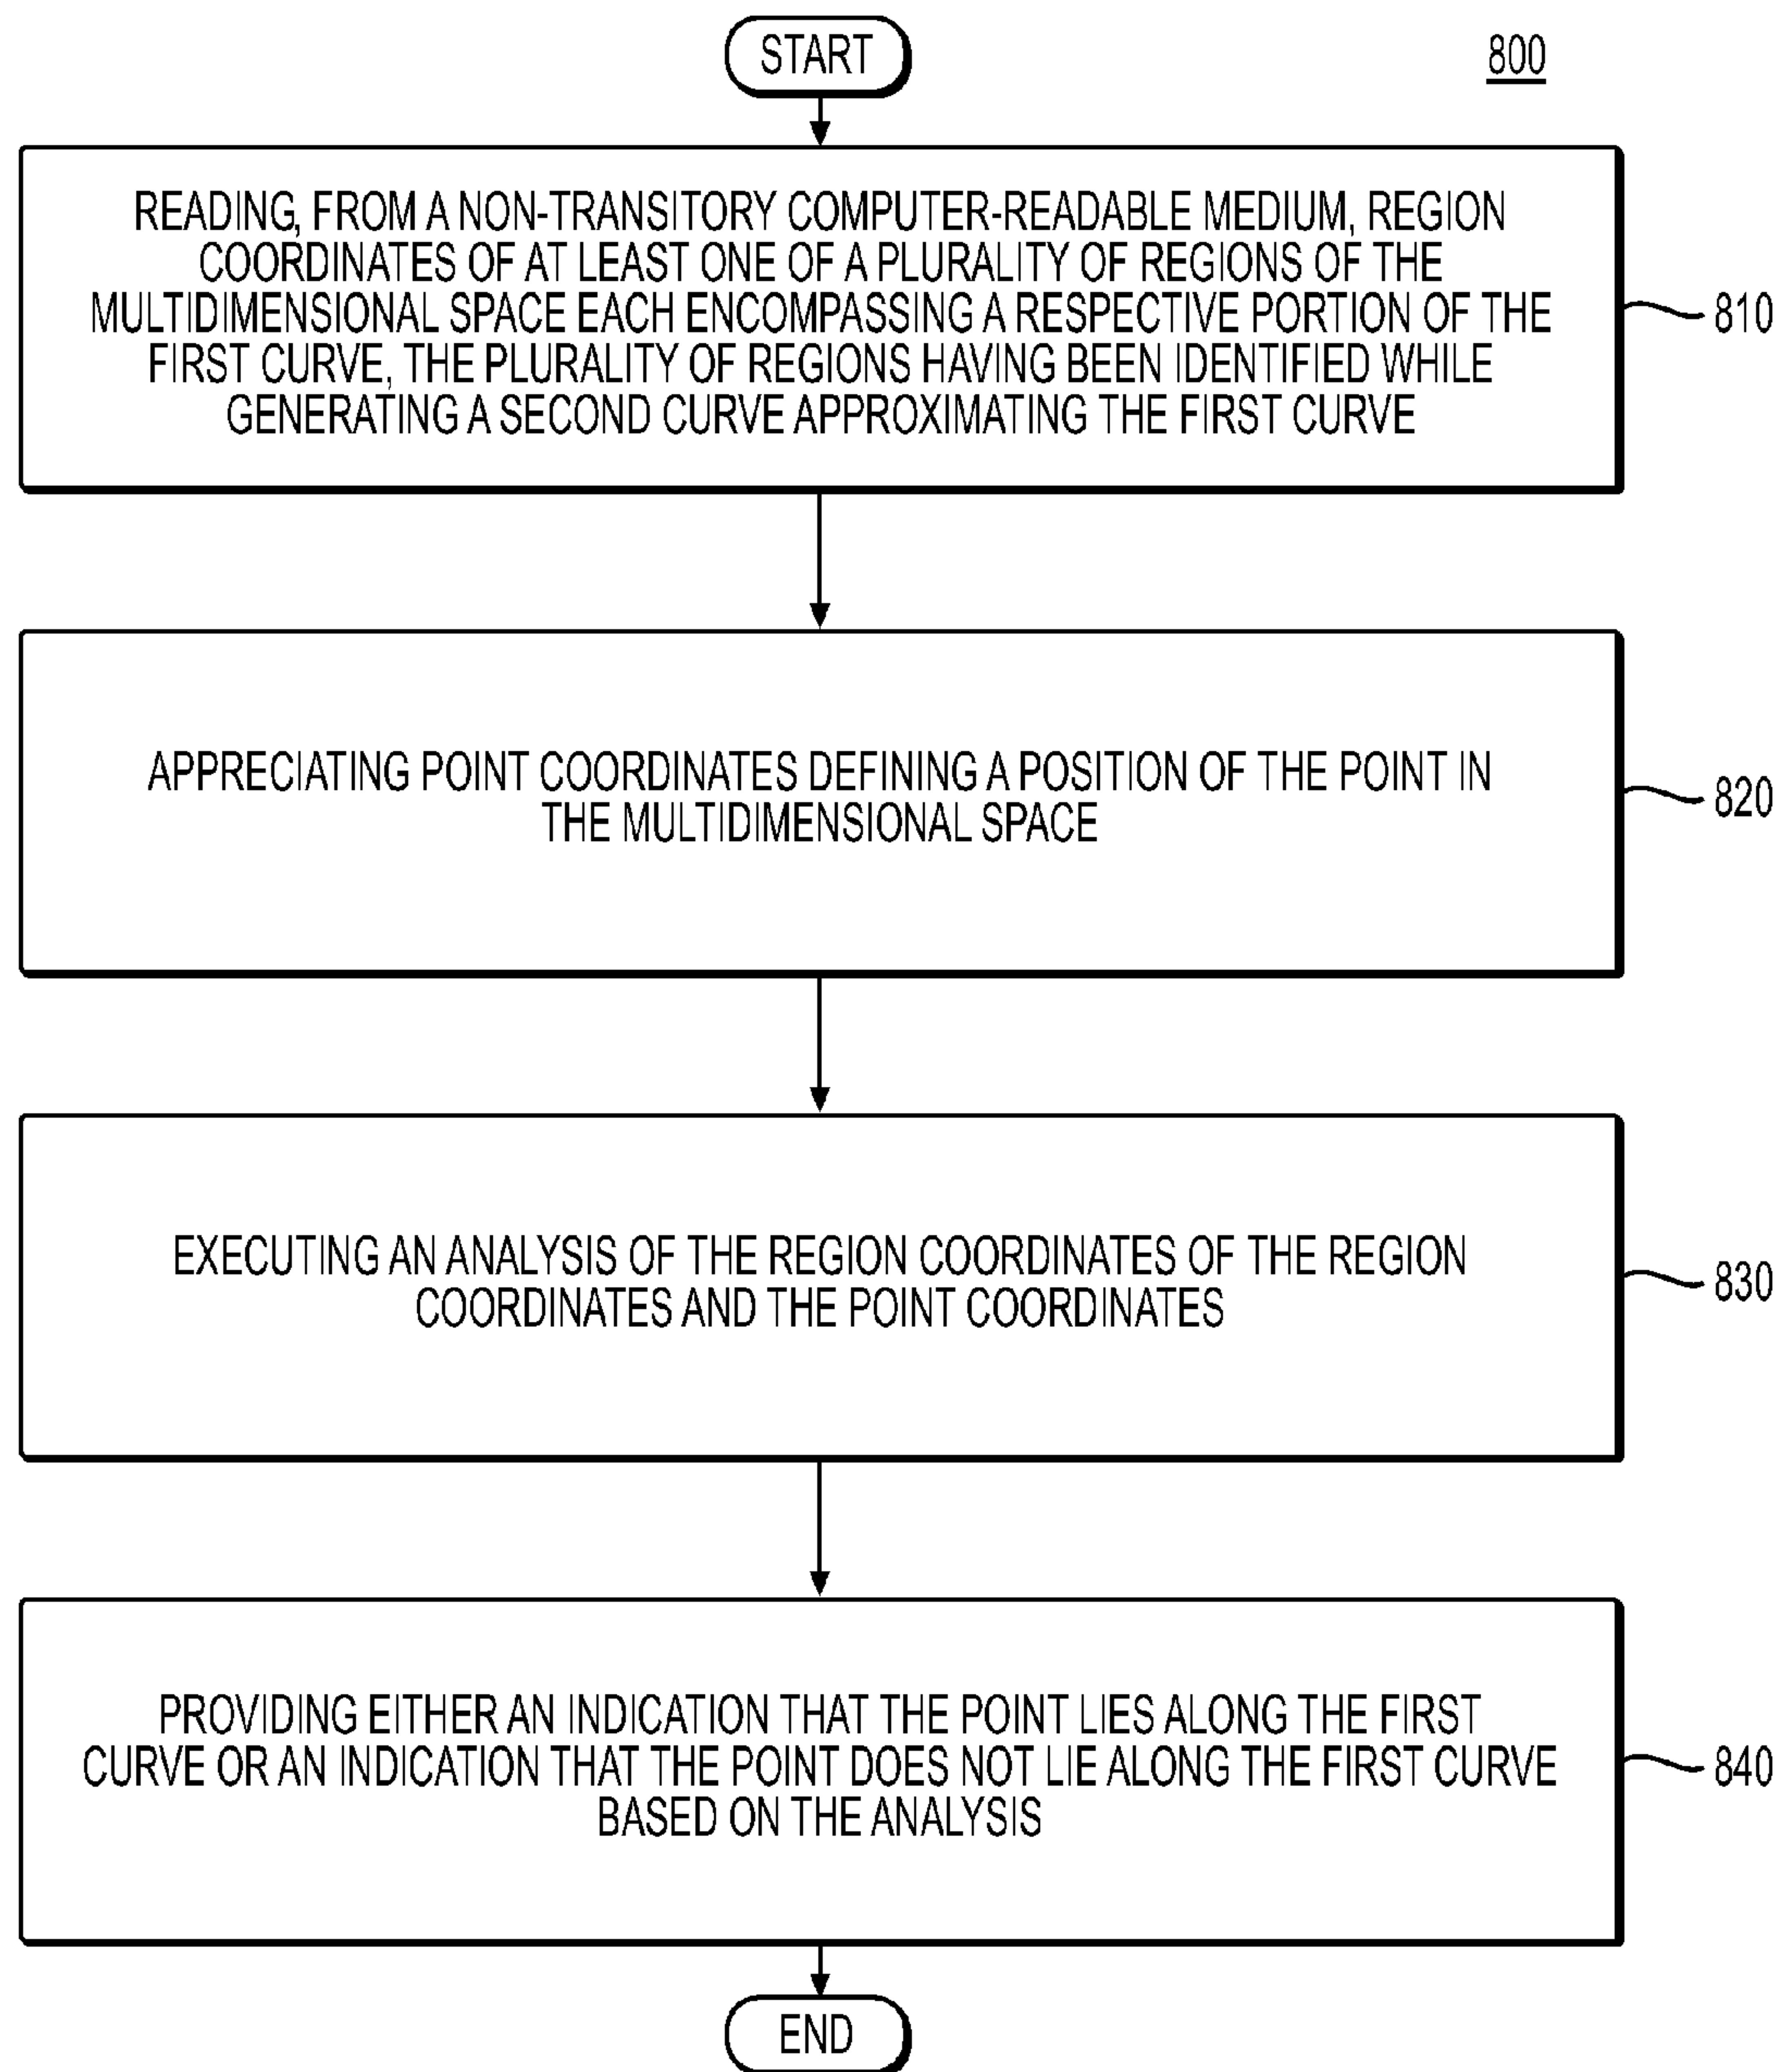 START
800
READING, FROM A NON-TRANSITORY COMPUTER-READABLE MEDIUM, REGION
COORDINATES OF AT LEAST ONE OF A PLURALITY OF REGIONS OF THE
MULTIDIMENSIONAL SPACE EACH ENCOMPASSING A RESPECTIVE PORTION OF THE
FIRST CURVE, THE PLURALITY OF REGIONS HAVING BEEN IDENTIFIED WHILE
GENERATING A SECOND CURVE APPROXIMATING THE FIRST CURVE
810
APPRECIATING POINT COORDINATES DEFINING A POSITION OF THE POINT IN
THE MULTIDIMENSIONAL SPACE
820
EXECUTING AN ANALYSIS OF THE REGION COORDINATES OF THE REGION
COORDINATES AND THE POINT COORDINATES
830
PROVIDING EITHER AN INDICATION THAT THE POINT LIES ALONG THE FIRST
CURVE OR AN INDICATION THAT THE POINT DOES NOT LIE ALONG THE FIRST CURVE
BASED ON THE ANALYSIS
840
END